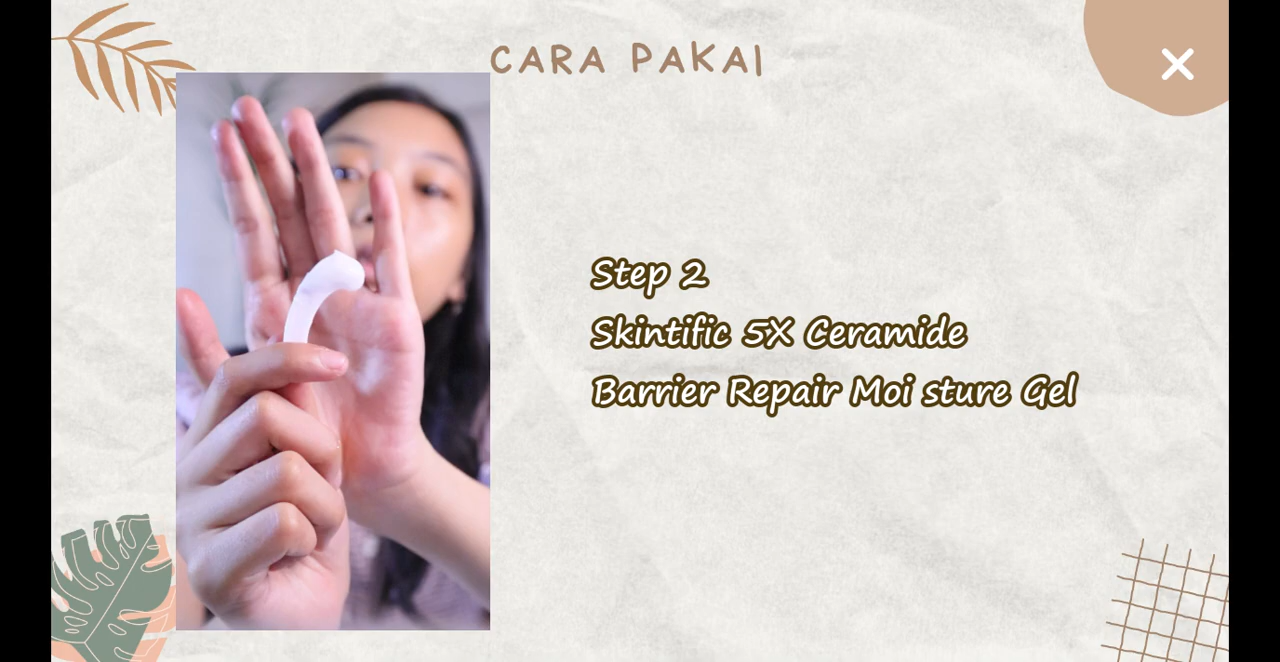 CARA PAKAI
Step 2
Skintific 5X Ceramide
Barrier Repair Moi sture Gel